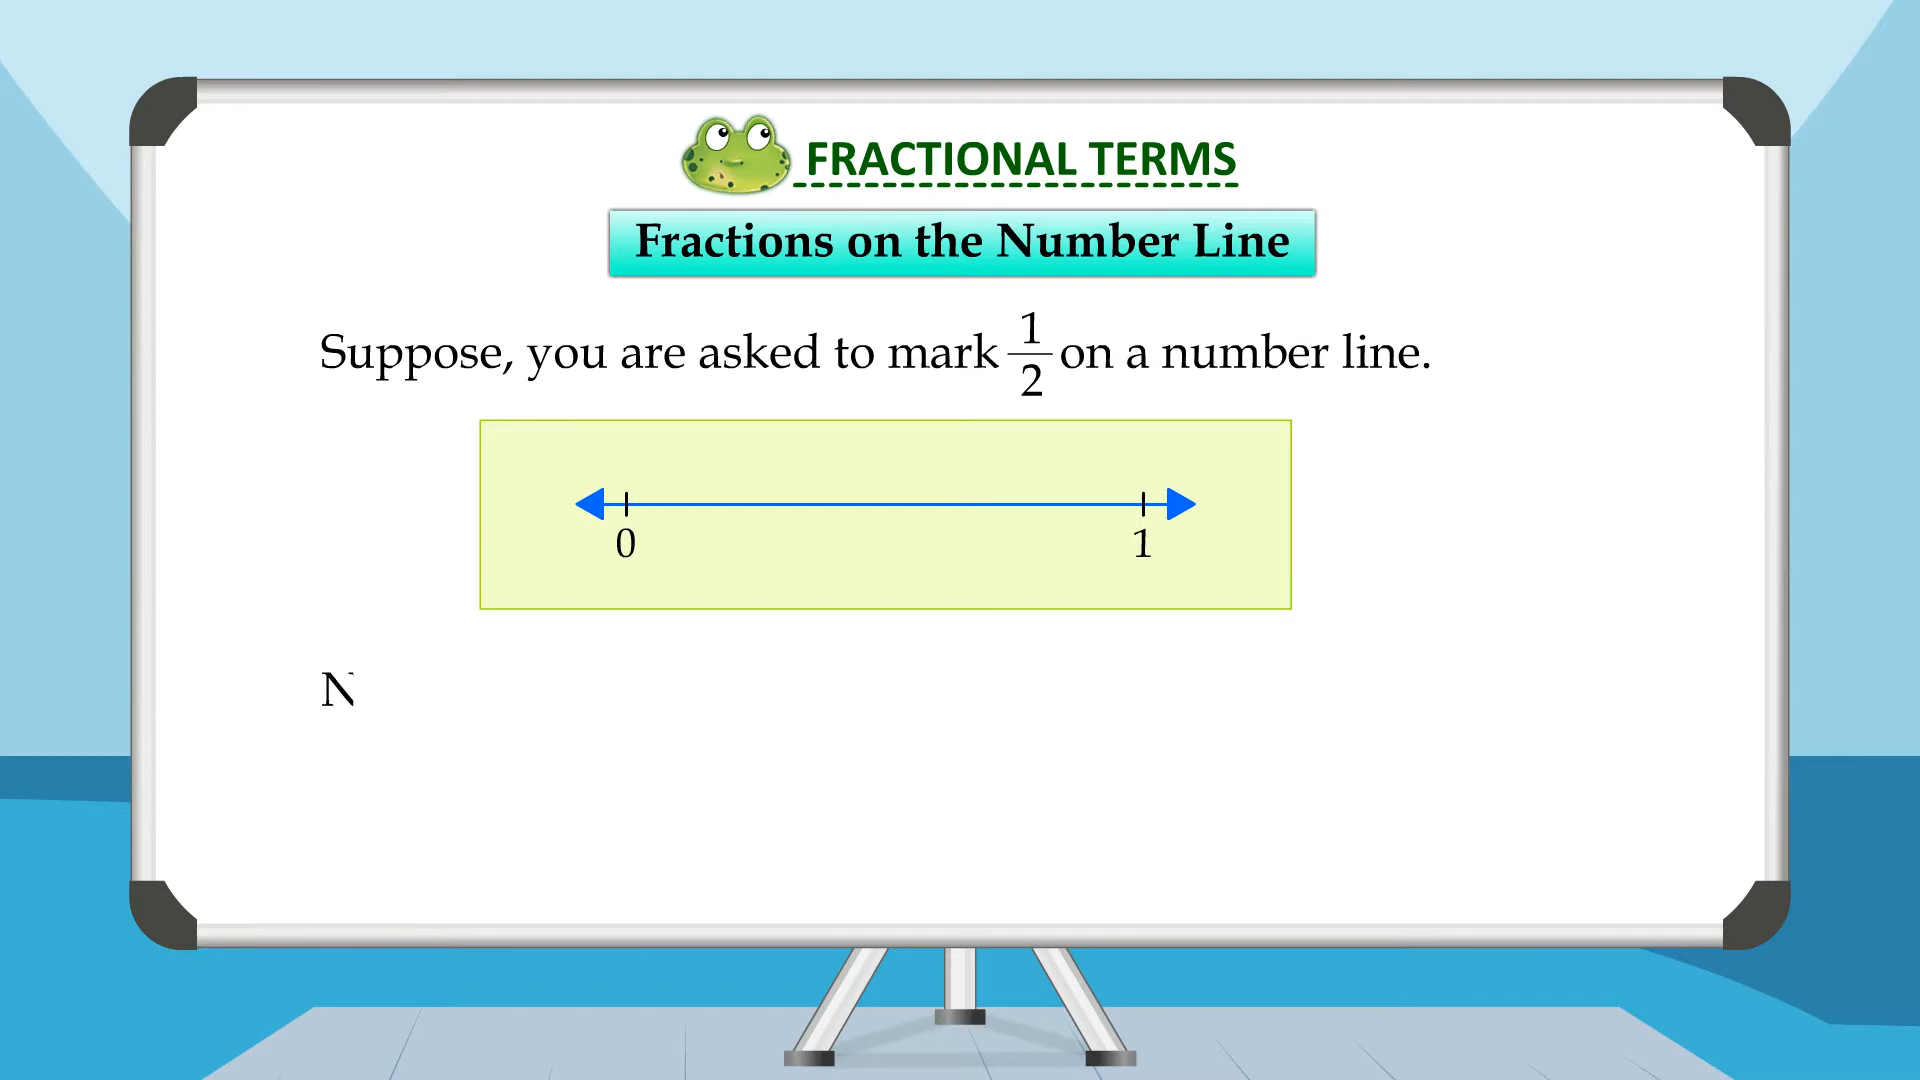 FRACTIONAL TERMS
Fractions on the Number Line
Suppose, you are asked to mark 1/2 on a number line.
0 1
N